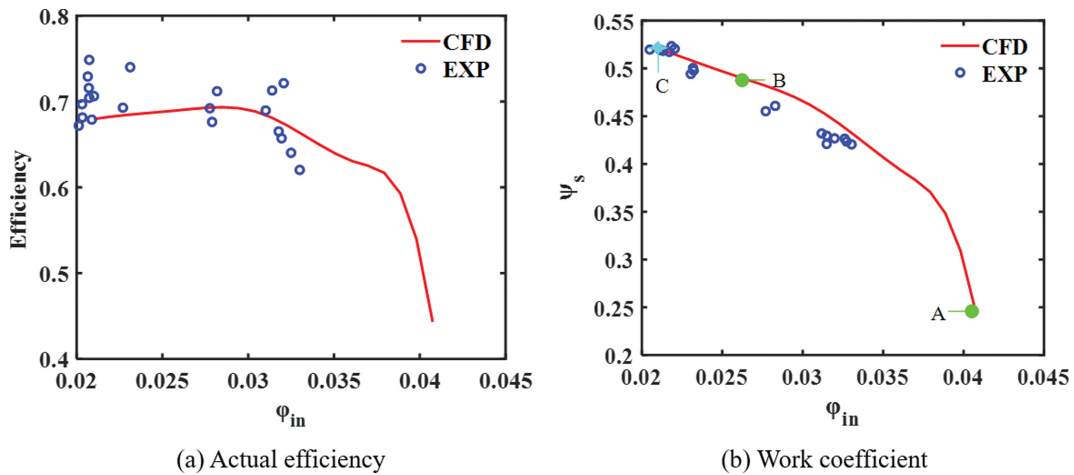 0.8
0.7
0.6
0.5
0.4
Efficiency
CFD
EXP
0.02 0.025 0.03 0.035 0.04 0.045
φin
(a) Actual efficiency
0.55
0.5
0.45
0.4
0.35
0.3
0.25
0.2
ψs
CFD
EXP
C
B
A
0.02 0.025 0.03 0.035 0.04 0.045
φin
(b) Work coefficient